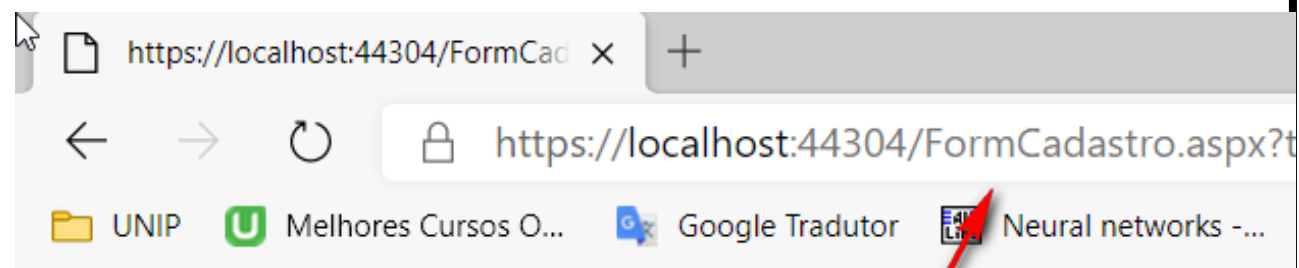 https://localhost:44304/FormCad
https://localhost:44304/FormCadastro.aspx?t
UNIP Melhores Cursos O... Google Tradutor Neural networks -...